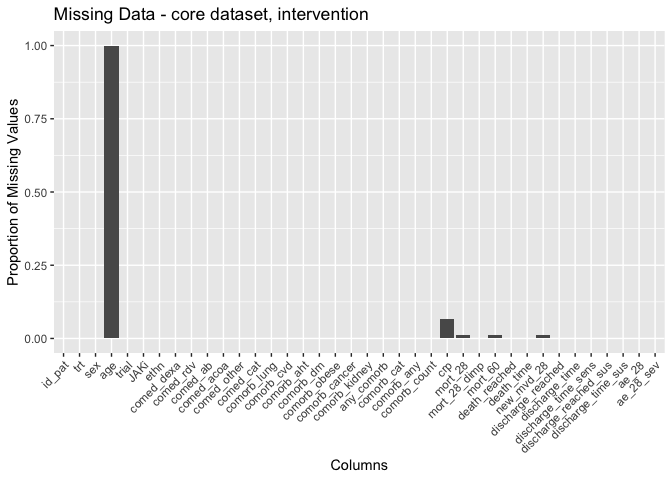 Missing Data - core dataset, intervention
Proportion of Missing Values
1.00
0.75
0.50
0.25
0.00
id_pat
trt
sex
age
trial
JAKi
ethn
comed_dexa
comed_rdv
comed_ab
comed_acoa
comed_other
comed_cat
comorb_lung
comorb_cvd
comorb_aht
comorb_dm
comorb_obese
comorb_cancer
comorb_kidney
any_comorb
comorb_cat
comorb_any
comorb_count
crp
mort_28
mort_28_dimp
mort_60
death_reached
death_time
new_mvd_28
discharge_reached
discharge_time
discharge_time_sens
discharge_reached_sus
discharge_time_sus
ae_28
ae_28_sev
Columns